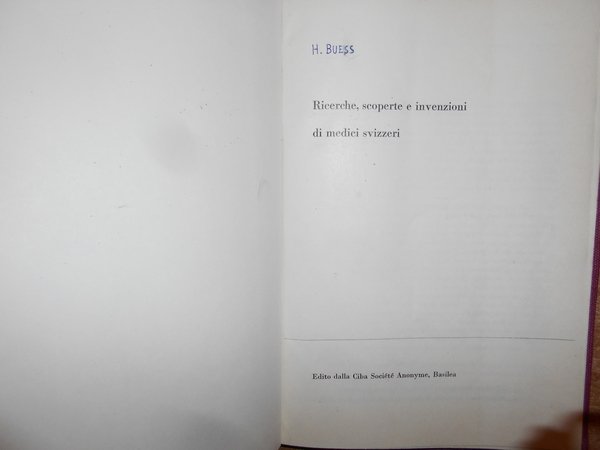 H. BUESS
Ricerche, scoperte e invenzioni
di medici svizzeri
Edito dalla Ciba Société Anonyme, Basilea